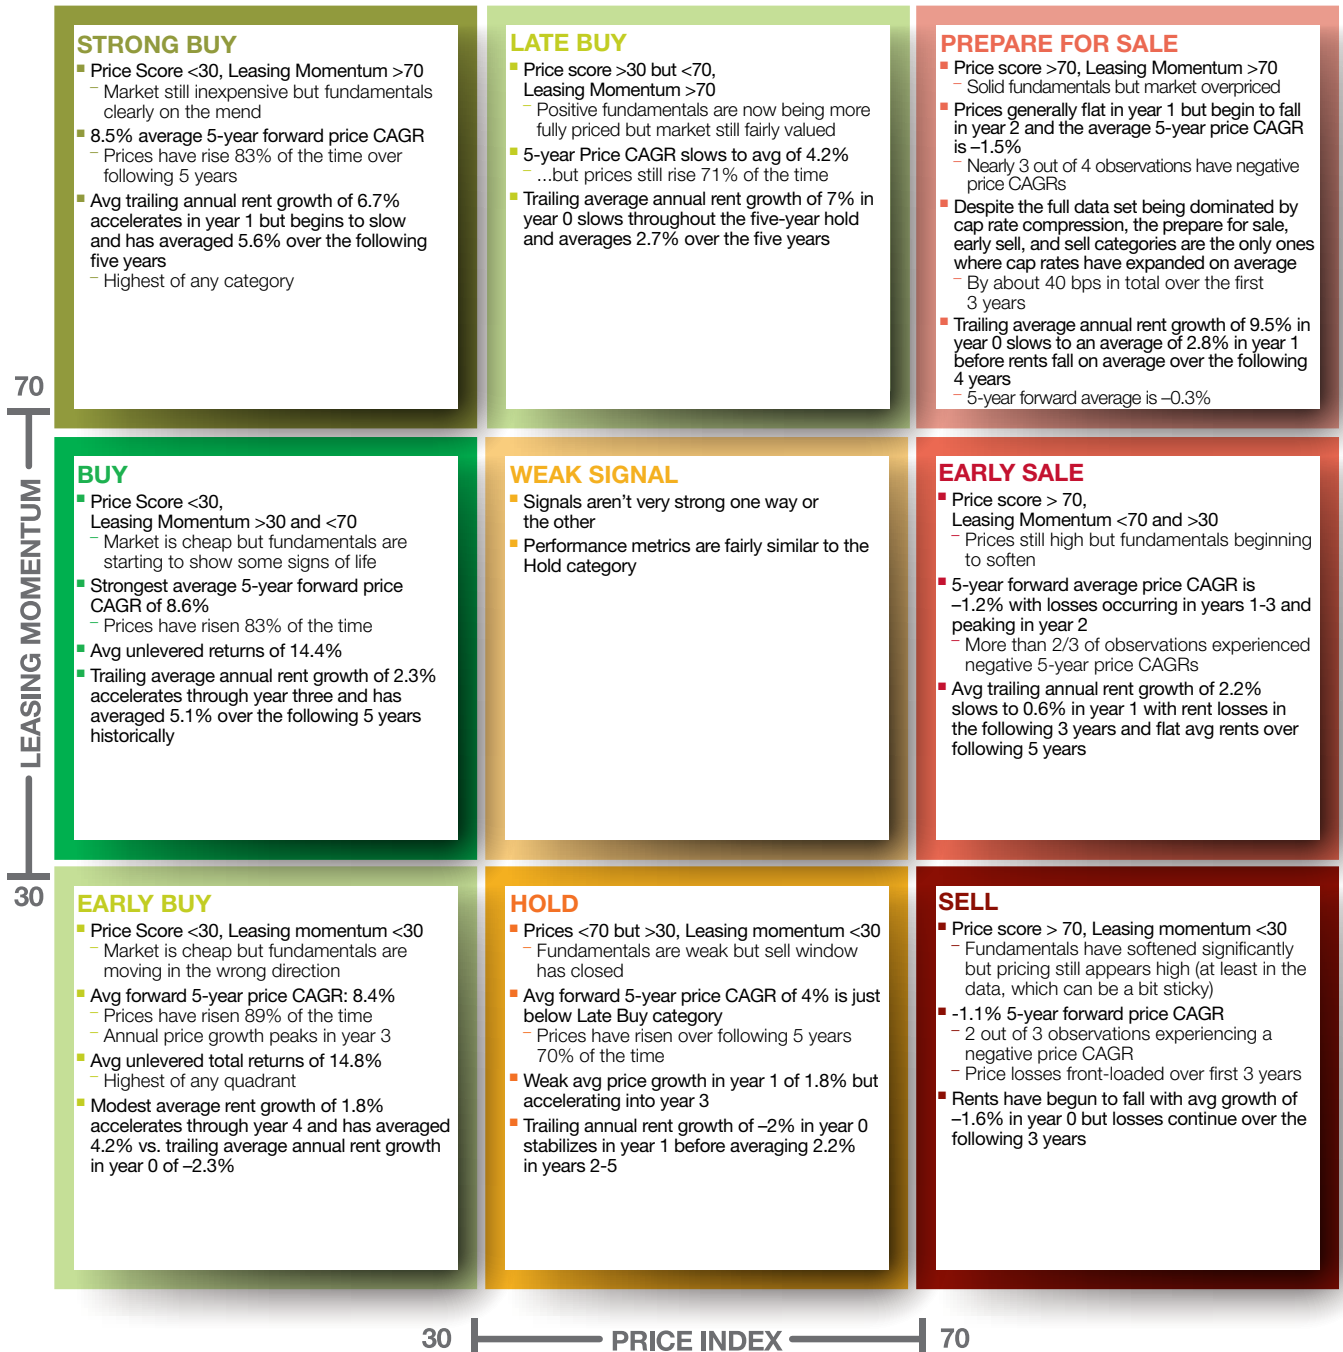 STRONG BUY
Price Score <30, Leasing Momentum >70
– Market still inexpensive but fundamentals
clearly on the mend
8.5% average 5-year forward price CAGR
– Prices have rise 83% of the time over
following 5 years
Avg trailing annual rent growth of 6.7%
accelerates in year 1 but begins to slow
and has averaged 5.6% over the following
five years
– Highest of any category
LATE BUY
Price score >30 but <70,
Leasing Momentum >70
– Positive fundamentals are now being more
fully priced but market still fairly valued
5-year Price CAGR slows to avg of 4.2%
– ...but prices still rise 71% of the time
Trailing average annual rent growth of 7% in
year 0 slows throughout the five-year hold
and averages 2.7% over the five years
PREPARE FOR SALE
Price score >70, Leasing Momentum >70
– Solid fundamentals but market overpriced
Prices generally flat in year 1 but begin to fall
in year 2 and the average 5-year price CAGR
is –1.5%
– Nearly 3 out of 4 observations have negative
price CAGRs
Despite the full data set being dominated by
cap rate compression, the prepare for sale,
early sell, and sell categories are the only ones
where cap rates have expanded on average
– By about 40 bps in total over the first
3 years
Trailing average annual rent growth of 9.5% in
year 0 slows to an average of 2.8% in year 1
before rents fall on average over the following
4 years
– 5-year forward average is –0.3%
70
LEASING MOMENTUM
30
BUY
Price Score <30,
Leasing Momentum >30 and <70
– Market is cheap but fundamentals are
starting to show some signs of life
Strongest average 5-year forward price
CAGR of 8.6%
– Prices have risen 83% of the time
Avg unlevered returns of 14.4%
Trailing average annual rent growth of 2.3%
accelerates through year three and has
averaged 5.1% over the following 5 years
historically
WEAK SIGNAL
Signals aren't very strong one way or
the other
Performance metrics are fairly similar to the
Hold category
EARLY SALE
Price score > 70,
Leasing Momentum <70 and >30
– Prices still high but fundamentals beginning
to soften
5-year forward average price CAGR is
–1.2% with losses occurring in years 1-3 and
peaking in year 2
– More than 2/3 of observations experienced
negative 5-year price CAGRs
Avg trailing annual rent growth of 2.2%
slows to 0.6% in year 1 with rent losses in
the following 3 years and flat avg rents over
following 5 years
EARLY BUY
Price Score <30, Leasing momentum <30
– Market is cheap but fundamentals are
moving in the wrong direction
Avg forward 5-year price CAGR: 8.4%
– Prices have risen 89% of the time
– Annual price growth peaks in year 3
Avg unlevered total returns of 14.8%
– Highest of any quadrant
Modest average rent growth of 1.8%
accelerates through year 4 and has averaged
4.2% vs. trailing average annual rent growth
in year 0 of –2.3%
HOLD
Prices <70 but >30, Leasing momentum <30
– Fundamentals are weak but sell window
has closed
Avg forward 5-year price CAGR of 4% is just
below Late Buy category
– Prices have risen over following 5 years
70% of the time
Weak avg price growth in year 1 of 1.8% but
accelerating into year 3
Trailing annual rent growth of –2% in year 0
stabilizes in year 1 before averaging 2.2%
in years 2-5
SELL
Price score > 70, Leasing momentum <30
– Fundamentals have softened significantly
but pricing still appears high (at least in the
data, which can be a bit sticky)
-1.1% 5-year forward price CAGR
– 2 out of 3 observations experiencing a
negative price CAGR
– Price losses front-loaded over first 3 years
Rents have begun to fall with avg growth of
–1.6% in year 0 but losses continue over the
following 3 years
30 PRICE INDEX 70